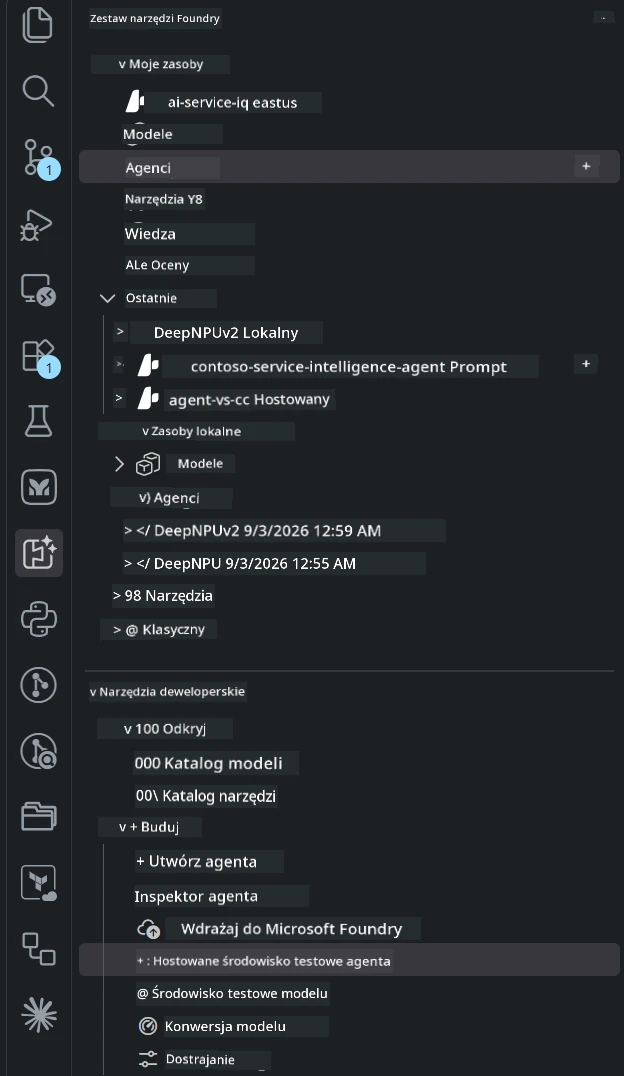 Zestaw narzędzi Foundry
v Moje zasoby
ai-service-iq eastus
Modele
1
Agenci +
Narzędzia Y8
Wiedza
ALe Oceny
Ostatnie
> DeepNPUv2 Lokalny
> contoso-service-intelligence-agent Prompt +
1
> agent-vs-cc Hostowany
v Zasoby lokalne
> Modele
v) Agenci
> </ DeepNPUv2 9/3/2026 12:59 AM
> </ DeepNPU 9/3/2026 12:55 AM
> 98 Narzędzia
> @ Klasyczny
v Narzędzia deweloperskie
v 100 Odkryj
000 Katalog modeli
00\ Katalog narzędzi
v + Buduj
+ Utwórz agenta
Inspektor agenta
Wdrażaj do Microsoft Foundry
+ : Hostowane środowisko testowe agenta
@ Środowisko testowe modelu
Konwersja modelu
Dostrajanie